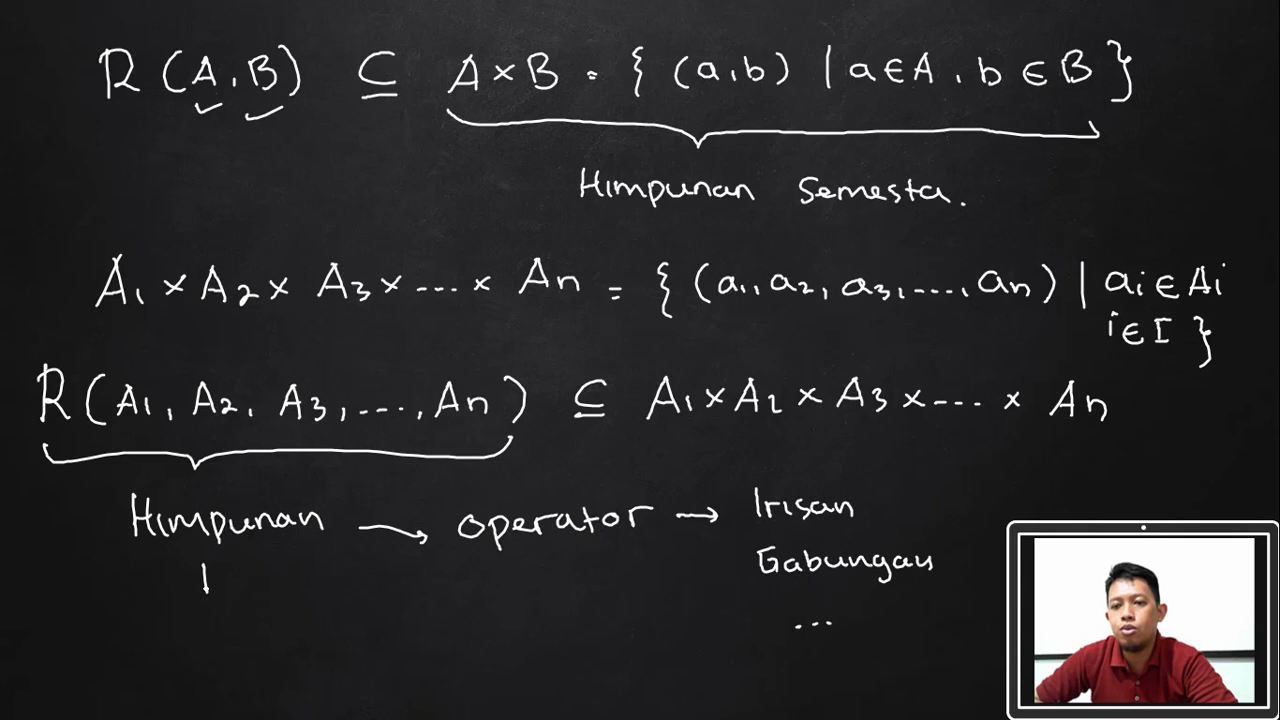 R(A,B) ⊆ A×B = { (a,b) | a∈A, b∈B }
Himpunan Semesta.
A₁ × A₂ × A₃ × ... × An = { (a₁, a₂, a₃, ..., an) | ai ∈ Ai
i ∈ I }
R(A₁, A₂, A₃, ..., An) ⊆ A₁ × A₂ × A₃ × ... × An
Himpunan → operator → Irisan
Gabungan
...